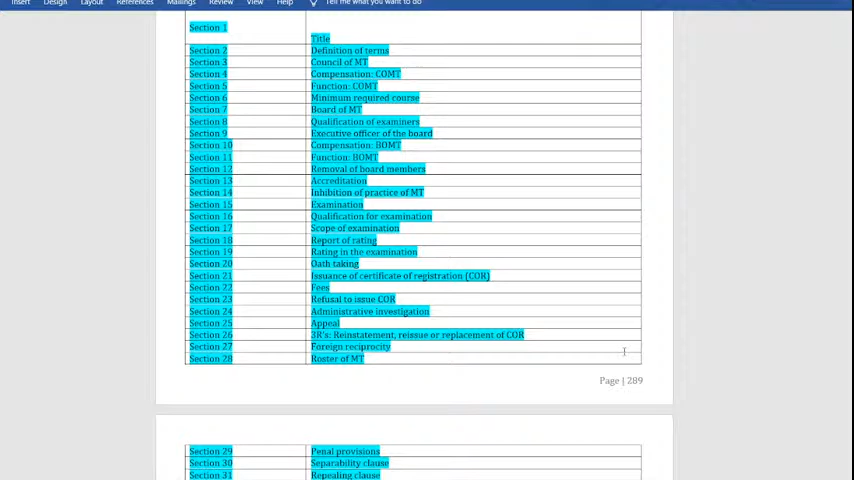 Insert Design Layout References Mailings Review View Help Tell me what you want to do
Section 1 Title
Section 2 Definition of terms
Section 3 Council of MT
Section 4 Compensation: COMT
Section 5 Function: COMT
Section 6 Minimum required course
Section 7 Board of MT
Section 8 Qualification of examiners
Section 9 Executive officer of the board
Section 10 Compensation: BOMT
Section 11 Function: BOMT
Section 12 Removal of board members
Section 13 Accreditation
Section 14 Inhibition of practice of MT
Section 15 Examination
Section 16 Qualification for examination
Section 17 Scope of examination
Section 18 Report of rating
Section 19 Rating in the examination
Section 20 Oath taking
Section 21 Issuance of certificate of registration (COR)
Section 22 Fees
Section 23 Refusal to issue COR
Section 24 Administrative investigation
Section 25 Appeal
Section 26 3R's: Reinstatement, reissue or replacement of COR
Section 27 Foreign reciprocity
Section 28 Roster of MT
Page | 289
Section 29 Penal provisions
Section 30 Separability clause
Section 31 Repealing clause